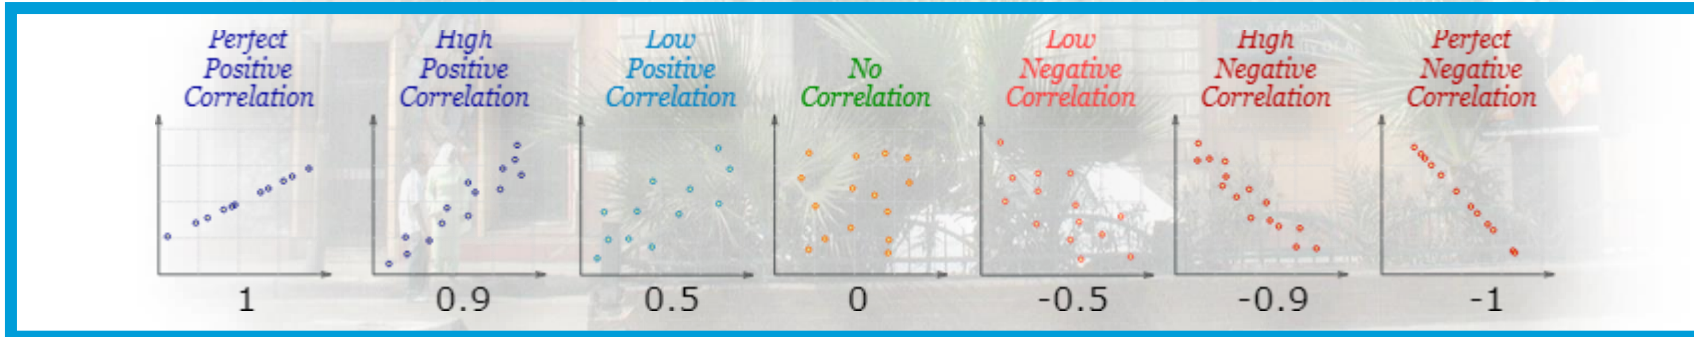 Perfect
Positive
Correlation
High
Positive
Correlation
Low
Positive
Correlation
No
Correlation
Low
Negative
Correlation
High
Negative
Correlation
Perfect
Negative
Correlation
1
0.9
0.5
0
-0.5
-0.9
-1